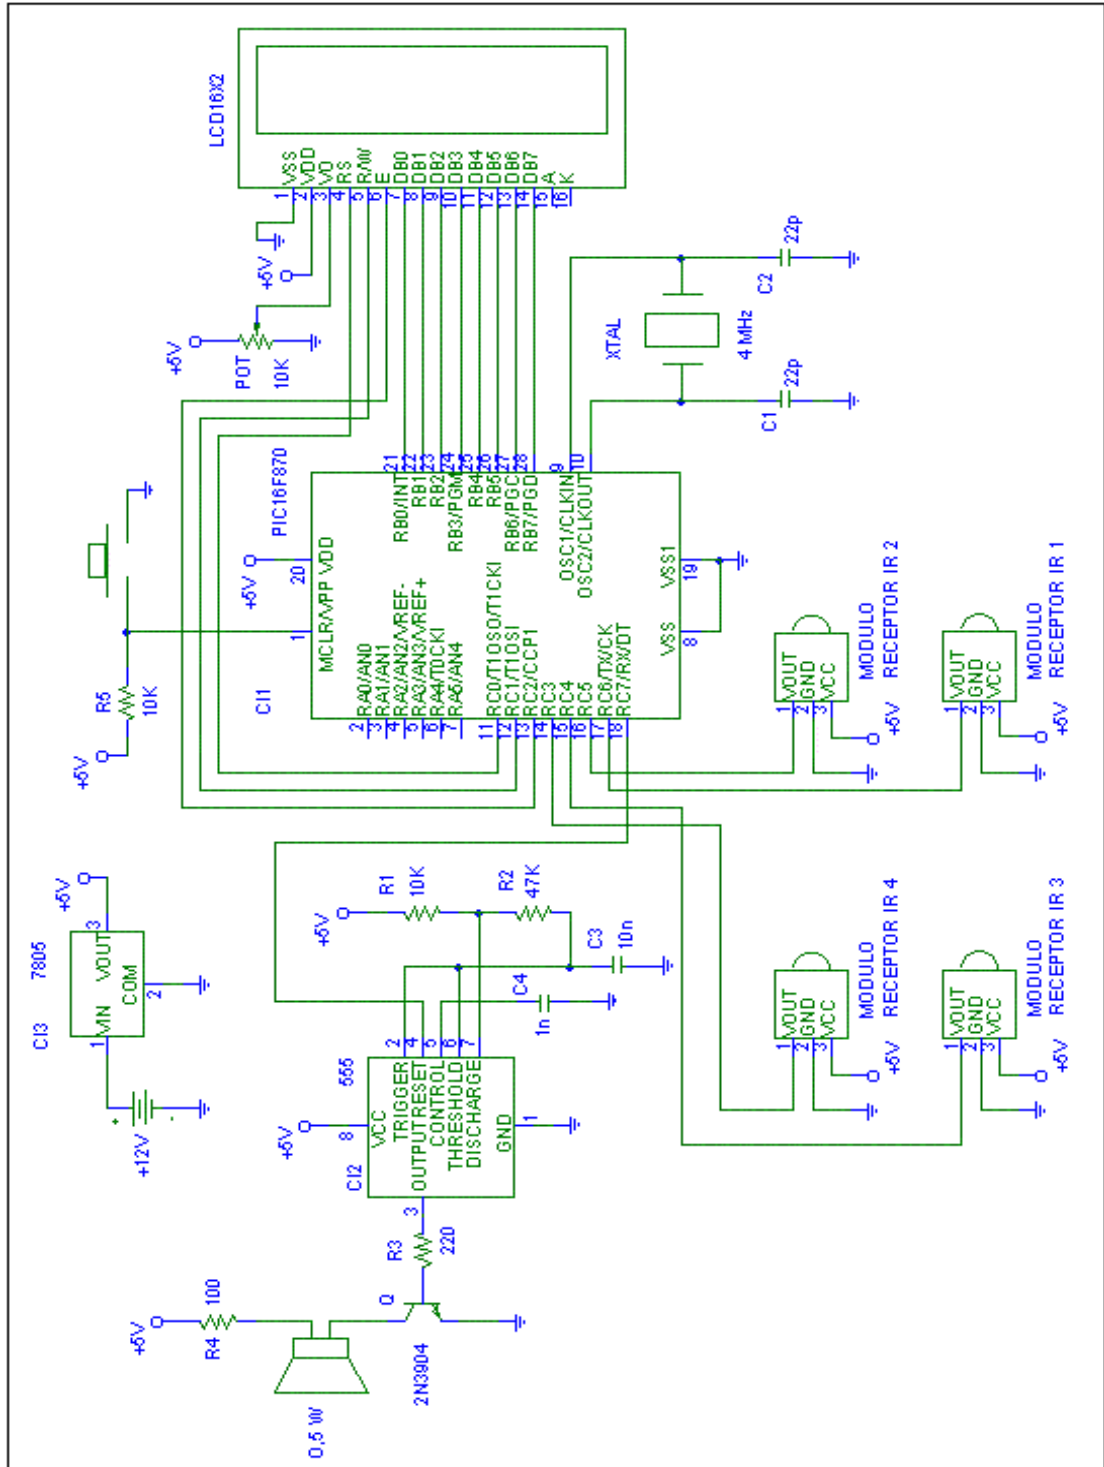 LCD16X2
VSS
VDD
VO
RS
R/W
E
DB0
DB1
DB2
DB3
DB4
DB5
DB6
DB7
A
K
1
2
3
4
5
6
7
8
9
10
11
12
13
14
15
16
+5V
+5V
POT
10K
XTAL
4 MHz
C2
22p
C1
22p
PIC16F870
CI1
+5V
20
1
MCLR/VPP
VDD
RA0/AN0
RA1/AN1
RA2/AN2/VREF-
RA3/AN3/VREF+
RA4/T0CKI
RA5/AN4
2
3
4
5
6
7
RC0/T1OSO/T1CKI
RC1/T1OSI
RC2/CCP1
RC3
RC4
RC5
RC6/TX/CK
RC7/RX/DT
11
12
13
14
15
16
17
18
RB0/INT
RB1
RB2
RB3/PGM
RB4
RB5
RB6/PGC
RB7/PGD
21
22
23
24
25
26
27
28
OSC1/CLKIN
OSC2/CLKOUT
9
10
VSS
VSS1
8
19
R5
10K
+5V
MODULO
RECEPTOR IR 2
VOUT
GND
VCC
1
2
3
+5V
MODULO
RECEPTOR IR 1
VOUT
GND
VCC
1
2
3
+5V
MODULO
RECEPTOR IR 4
VOUT
GND
VCC
1
2
3
+5V
MODULO
RECEPTOR IR 3
VOUT
GND
VCC
1
2
3
+5V
CI3
7805
VIN
VOUT
COM
1
2
3
+5V
+12V
+
-
+5V
R1
10K
R2
47K
C3
10n
C4
1n
CI2
555
+5V
8
VCC
TRIGGER
OUTPUT
RESET
CONTROL
THRESHOLD
DISCHARGE
GND
2
4
5
6
7
1
3
R3
220
Q
2N3904
+5V
R4
100
0,5 W